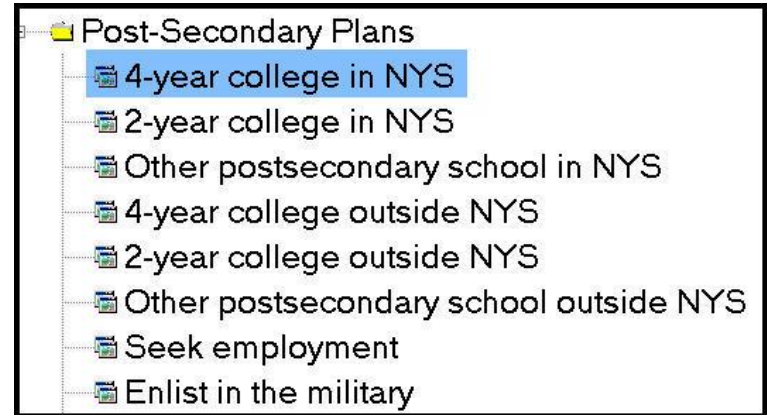 Post-Secondary Plans
4-year college in NYS
2-year college in NYS
Other postsecondary school in NYS
4-year college outside NYS
2-year college outside NYS
Other postsecondary school outside NYS
Seek employment
Enlist in the military